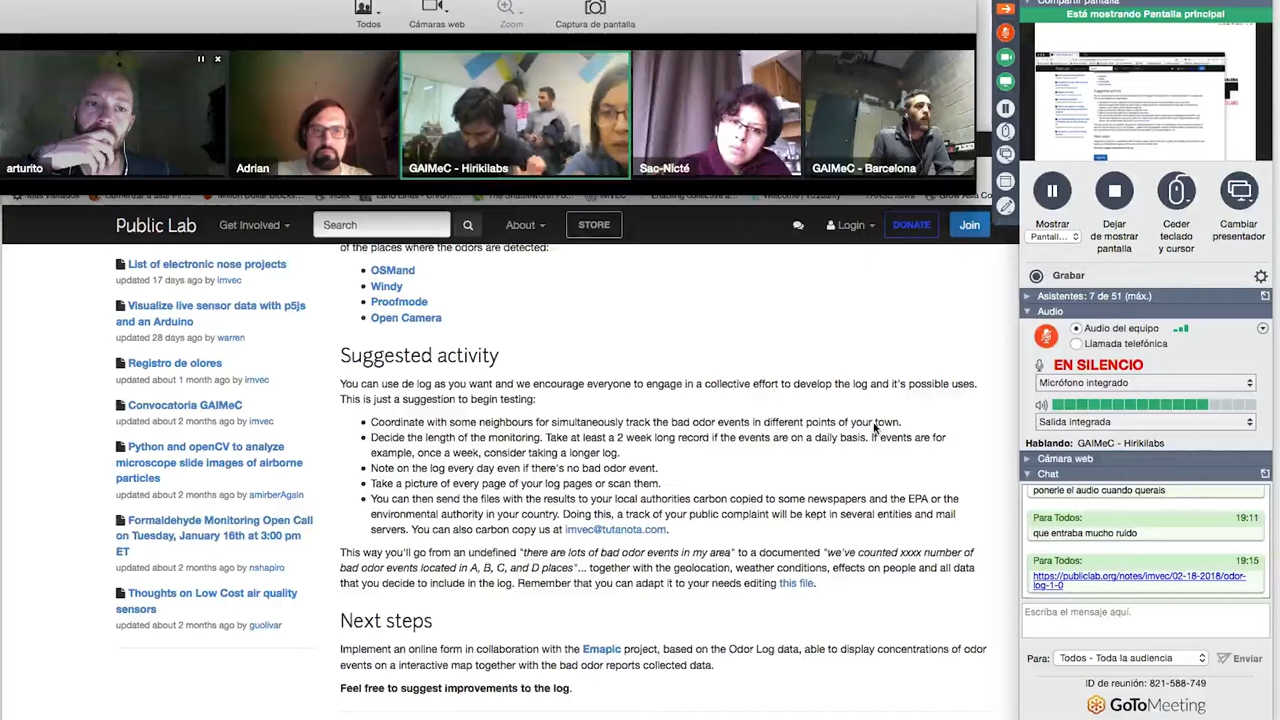 Todos
Cámaras web
Zoom
Captura de pantalla
Compartir pantalla
Está mostrando Pantalla principal
arturito
Adrian
GAIMeC - Hirikilabs
Sac-Nicté
GAIMeC - Barcelona
Public Lab
Get Involved
Search
About
STORE
Login
DONATE
Join
of the places where the odors are detected:
OSMand
Windy
Proofmode
Open Camera
List of electronic nose projects
updated 17 days ago by imvec
Visualize live sensor data with p5js
and an Arduino
updated 28 days ago by warren
Registro de olores
updated about 1 month ago by imvec
Convocatoria GAIMeC
updated about 2 months ago by imvec
Python and openCV to analyze
microscope slide images of airborne
particles
updated about 2 months ago by amirberAgain
Formaldehyde Monitoring Open Call
on Tuesday, January 16th at 3:00 pm
ET
updated about 2 months ago by nshapiro
Thoughts on Low Cost air quality
sensors
updated about 2 months ago by guolivar
Suggested activity
You can use de log as you want and we encourage everyone to engage in a collective effort to develop the log and it's possible uses.
This is just a suggestion to begin testing:
Coordinate with some neighbours for simultaneously track the bad odor events in different points of your town.
Decide the length of the monitoring. Take at least a 2 week long record if the events are on a daily basis. If events are for
example, once a week, consider taking a longer log.
Note on the log every day even if there's no bad odor event.
Take a picture of every page of your log pages or scan them.
You can then send the files with the results to your local authorities carbon copied to some newspapers and the EPA or the
environmental authority in your country. Doing this, a track of your public complaint will be kept in several entities and mail
servers. You can also carbon copy us at imvec@tutanota.com.
This way you'll go from an undefined "there are lots of bad odor events in my area" to a documented "we've counted xxxx number of
bad odor events located in A, B, C, and D places"... together with the geolocation, weather conditions, effects on people and all data
that you decide to include in the log. Remember that you can adapt it to your needs editing this file.
Next steps
Implement an online form in collaboration with the Emapic project, based on the Odor Log data, able to display concentrations of odor
events on a interactive map together with the bad odor reports collected data.
Feel free to suggest improvements to the log.
Mostrar
Pantall...
Dejar
de mostrar
pantalla
Ceder
teclado
y cursor
Cambiar
presentador
Grabar
Asistentes: 7 de 51 (máx.)
Audio
Audio del equipo
Llamada telefónica
EN SILENCIO
Micrófono integrado
Salida integrada
Hablando: GAIMeC - Hirikilabs
Cámara web
Chat
ponerle el audio cuando querais
Para Todos: 19:11
que entraba mucho ruido
Para Todos: 19:15
https://publiclab.org/notes/imvec/02-18-2018/odor-
log-1-0
Escriba el mensaje aquí.
Para: Todos - Toda la audiencia
Enviar
ID de reunión: 821-588-749
GoToMeeting